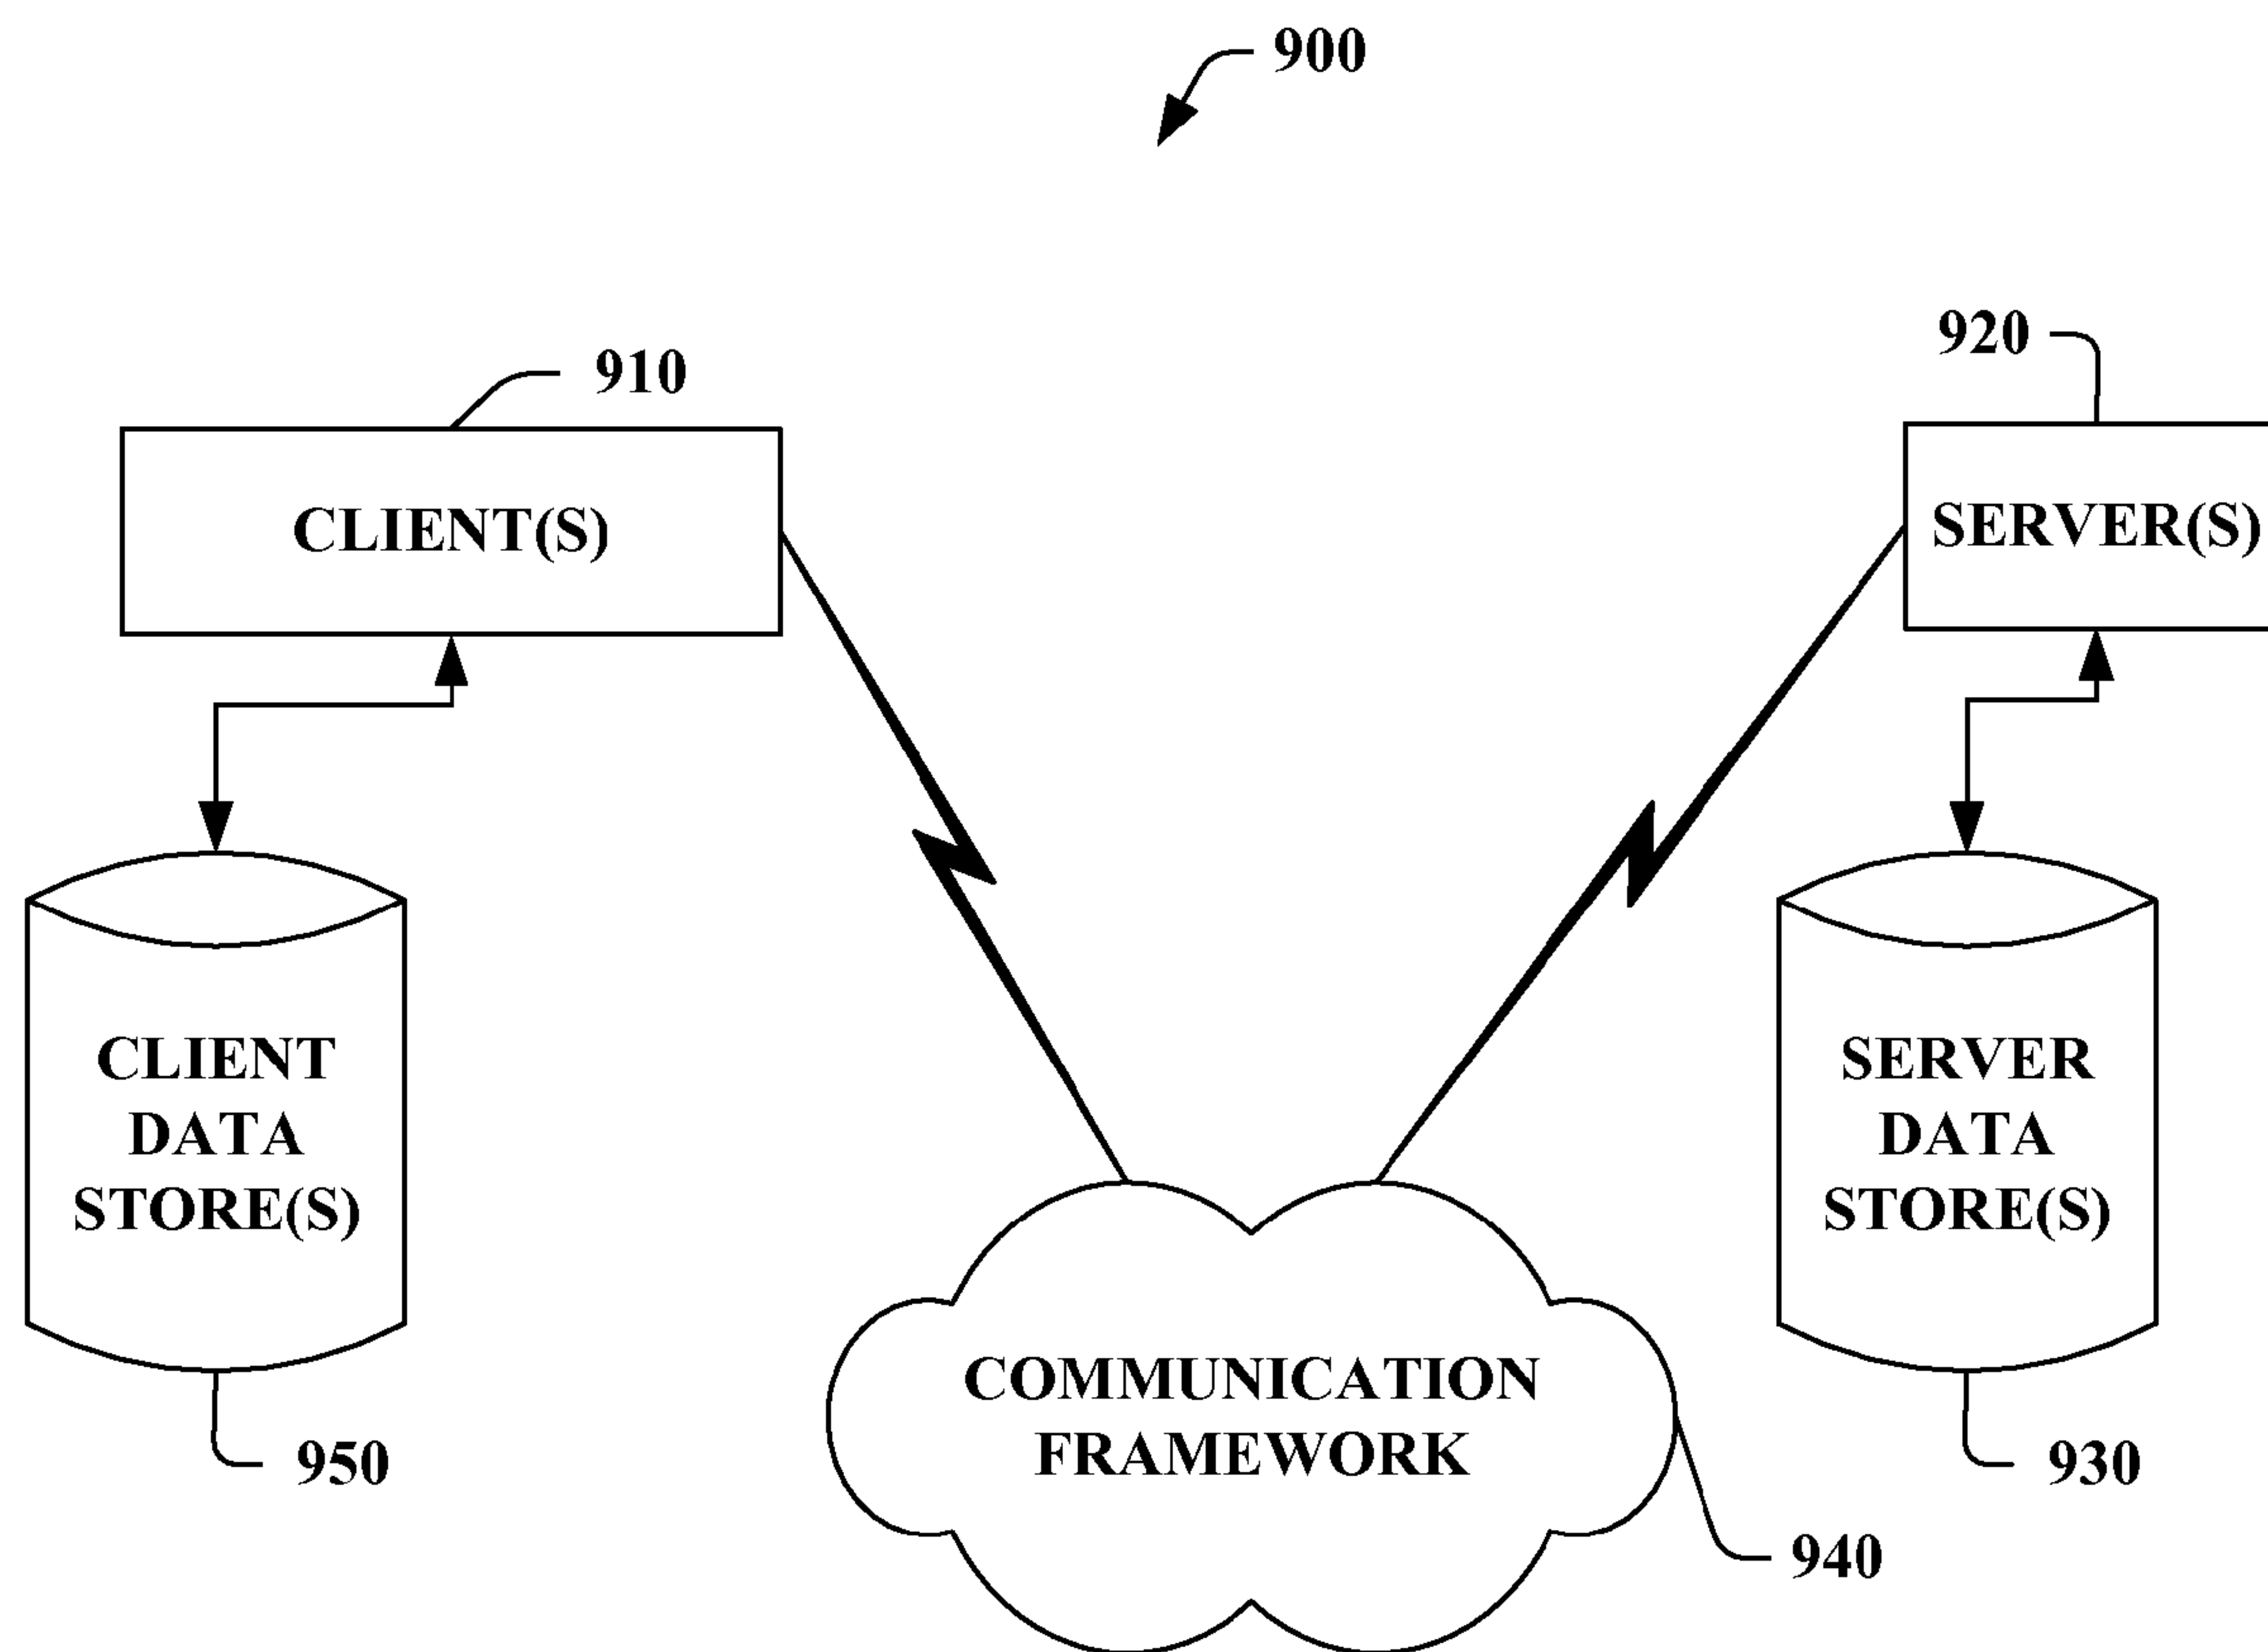 900
920
910
CLIENT(S)
SERVER(S)
CLIENT
DATA
STORE(S)
SERVER
DATA
STORE(S)
COMMUNICATION
FRAMEWORK
950
930
940